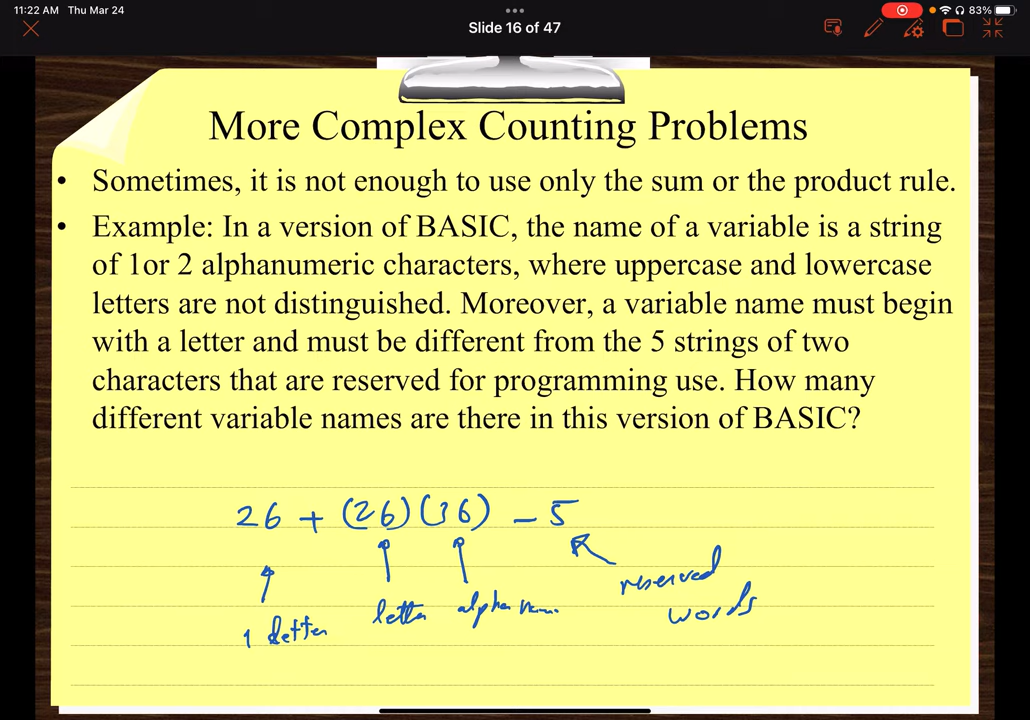 11:22 AM Thu Mar 24
83%
Slide 16 of 47
More Complex Counting Problems
• Sometimes, it is not enough to use only the sum or the product rule.
• Example: In a version of BASIC, the name of a variable is a string
of 1or 2 alphanumeric characters, where uppercase and lowercase
letters are not distinguished. Moreover, a variable name must begin
with a letter and must be different from the 5 strings of two
characters that are reserved for programming use. How many
different variable names are there in this version of BASIC?
26 + (26)(36) - 5
1 letter letter alphanum. reserved
words